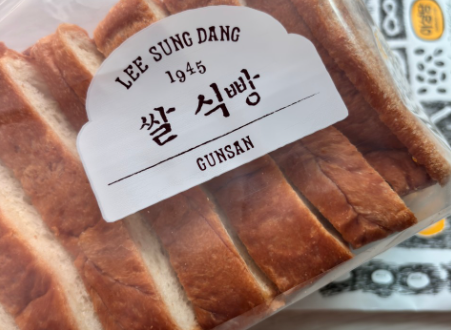 LEE SUNG DANG
1945
쌀 식빵
GUNSAN